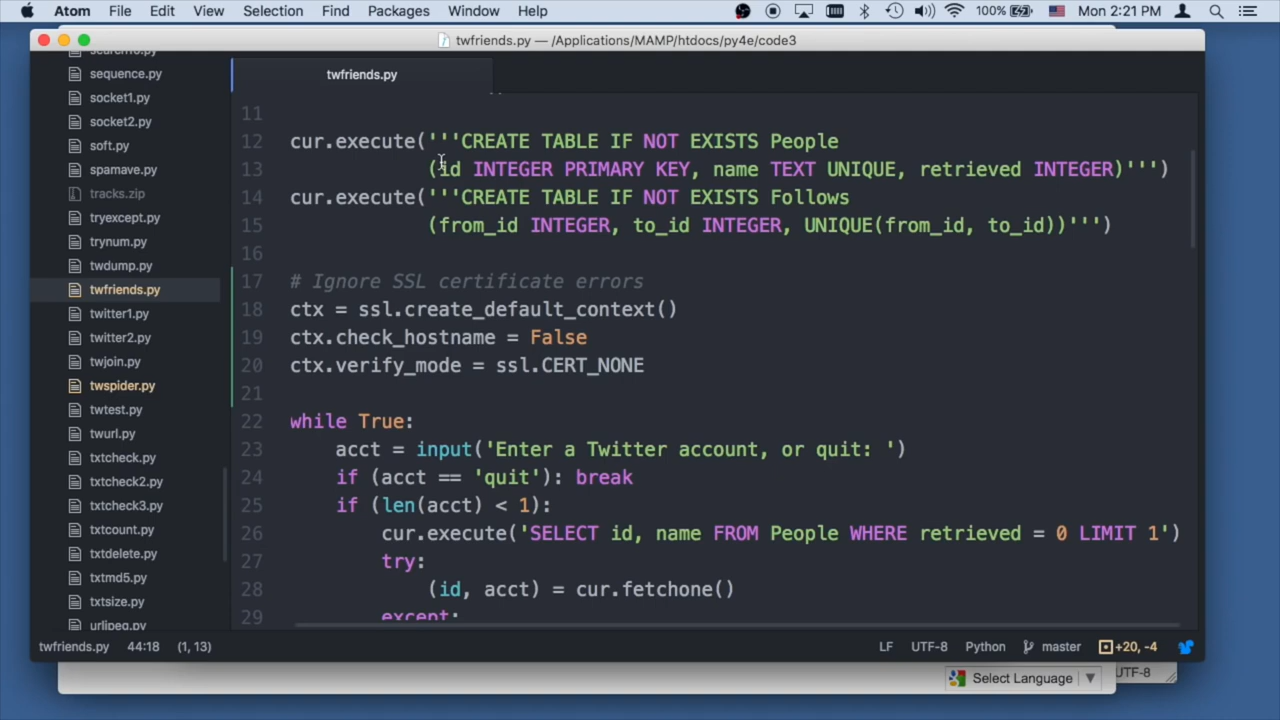 Atom File Edit View Selection Find Packages Window Help 100% Mon 2:21 PM
twfriends.py — /Applications/MAMP/htdocs/py4e/code3
sequence.py
socket1.py
socket2.py
soft.py
spamave.py
tracks.zip
tryexcept.py
trynum.py
twdump.py
twfriends.py
twitter1.py
twitter2.py
twjoin.py
twspider.py
twtest.py
twurl.py
txtcheck.py
txtcheck2.py
txtcheck3.py
txtcount.py
txtdelete.py
txtmd5.py
txtsize.py
urljpeg.py
twfriends.py
11
12 cur.execute('''CREATE TABLE IF NOT EXISTS People
13 (id INTEGER PRIMARY KEY, name TEXT UNIQUE, retrieved INTEGER)''')
14 cur.execute('''CREATE TABLE IF NOT EXISTS Follows
15 (from_id INTEGER, to_id INTEGER, UNIQUE(from_id, to_id))''')
16
17 # Ignore SSL certificate errors
18 ctx = ssl.create_default_context()
19 ctx.check_hostname = False
20 ctx.verify_mode = ssl.CERT_NONE
21
22 while True:
23 acct = input('Enter a Twitter account, or quit: ')
24 if (acct == 'quit'): break
25 if (len(acct) < 1):
26 cur.execute('SELECT id, name FROM People WHERE retrieved = 0 LIMIT 1')
27 try:
28 (id, acct) = cur.fetchone()
29 except:
twfriends.py 44:18 (1, 13) LF UTF-8 Python master +20, -4
Select Language ▼ UTF-8